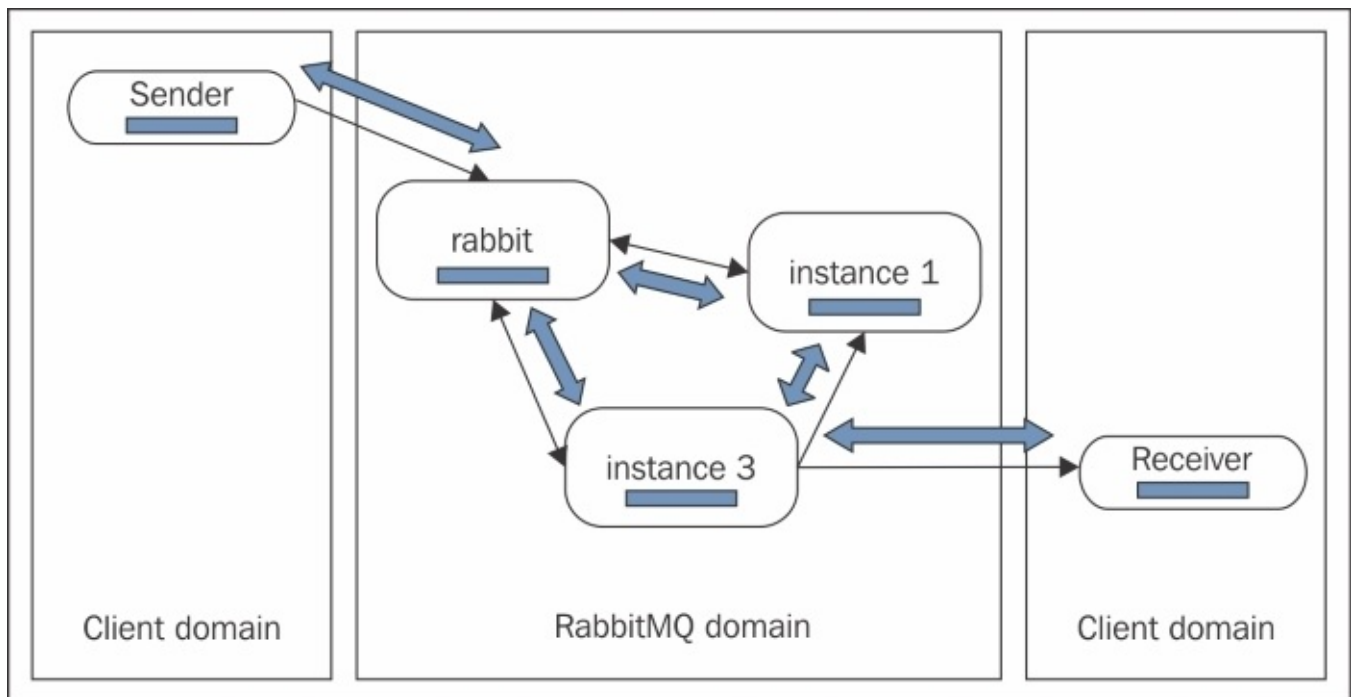 Sender
rabbit
instance 1
instance 3
Receiver
Client domain
RabbitMQ domain
Client domain